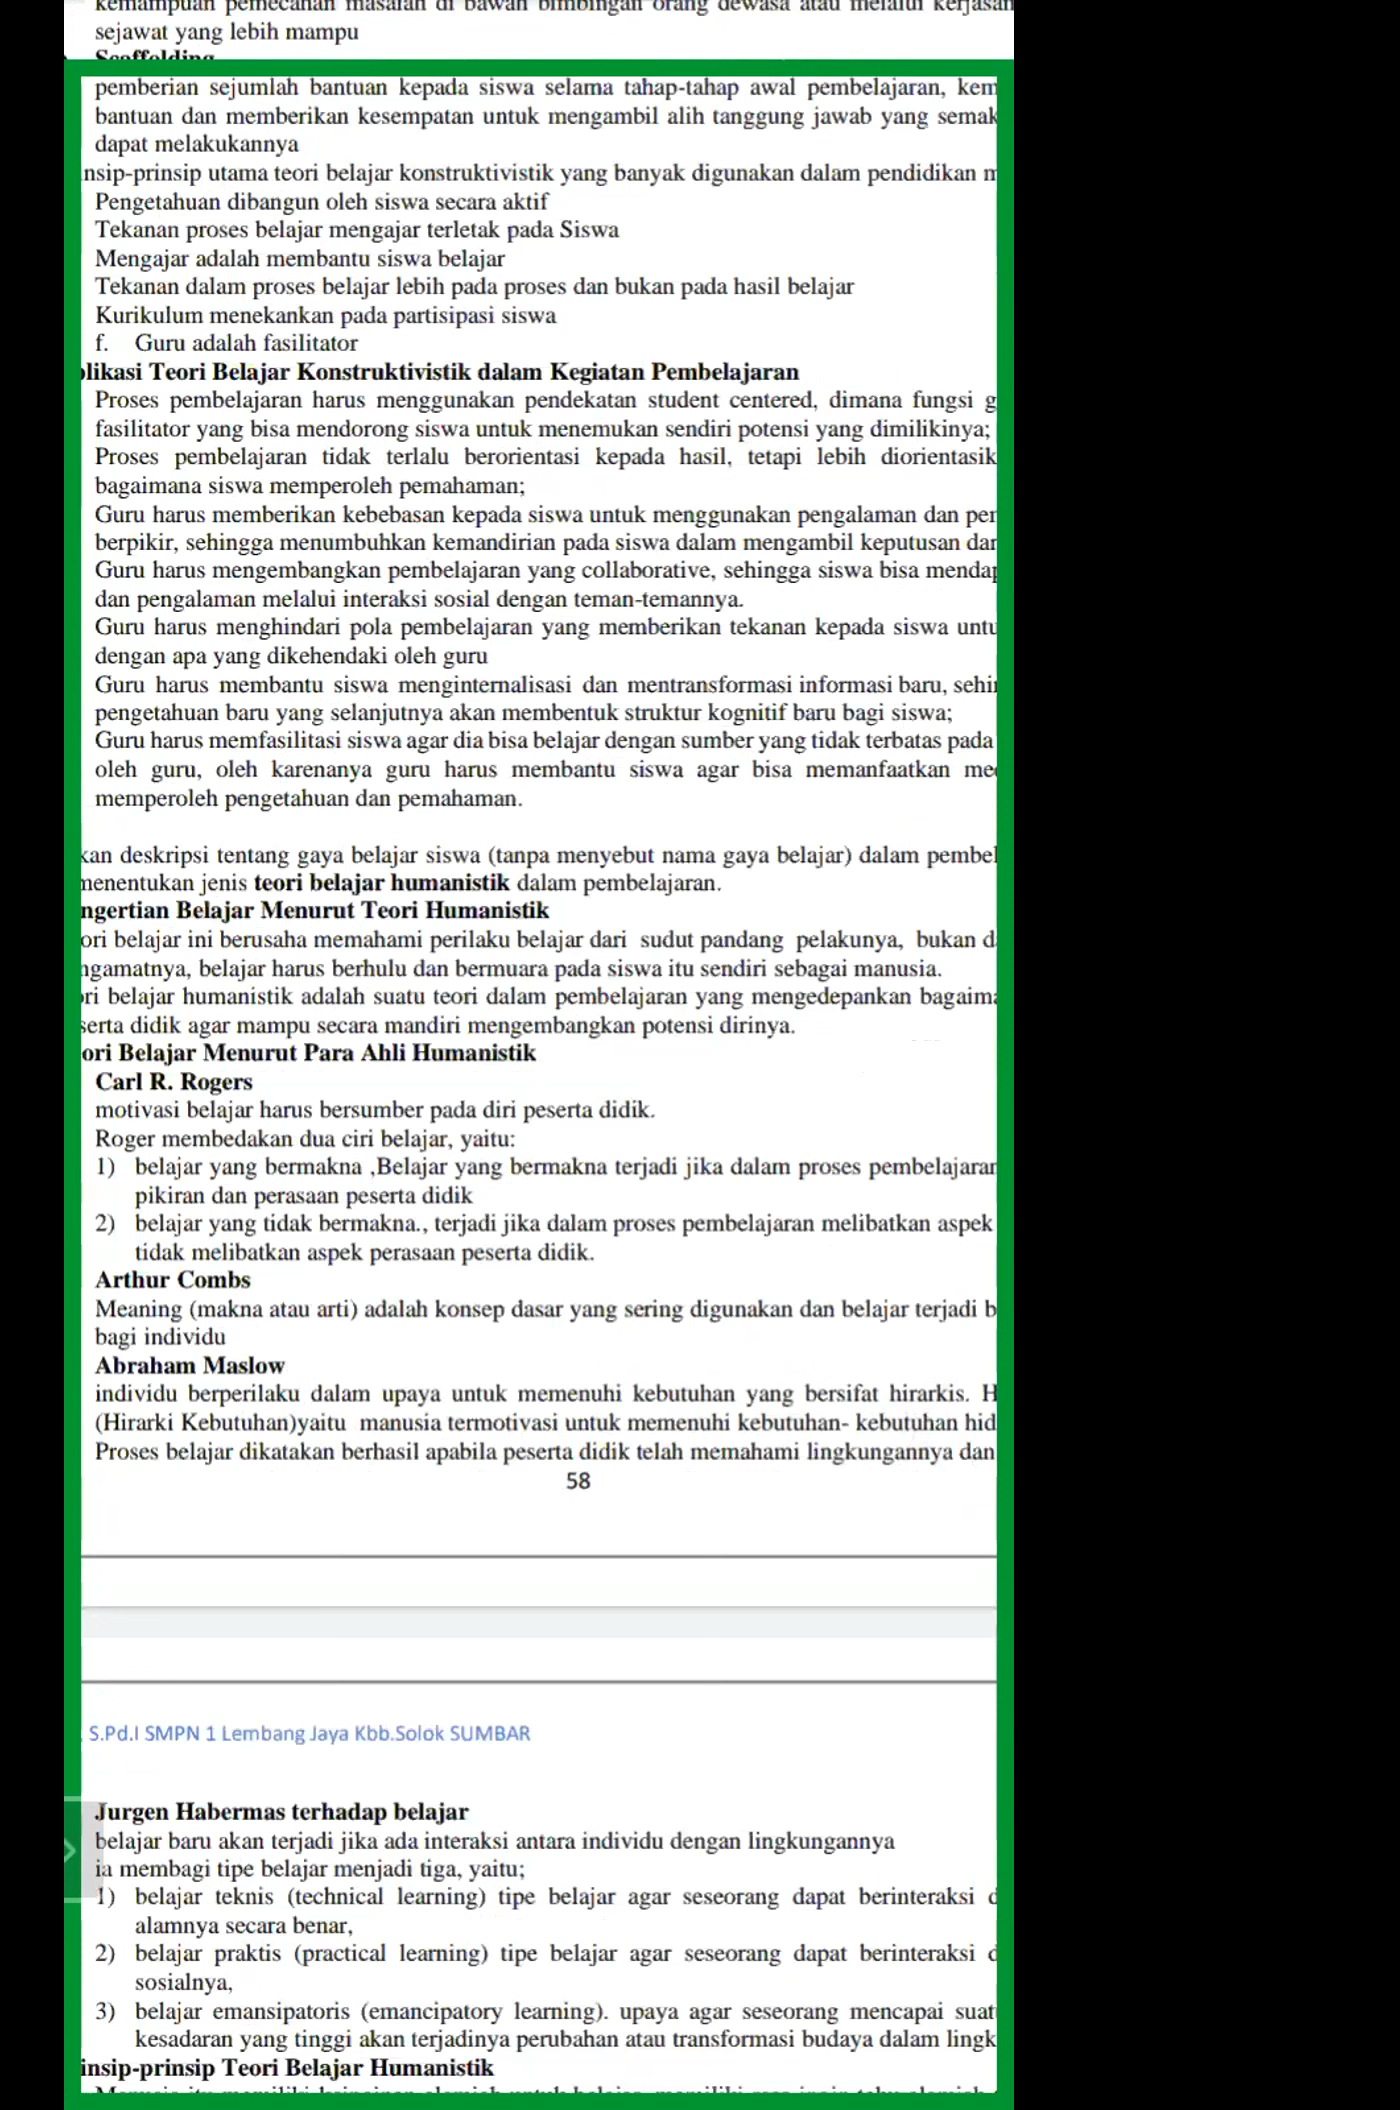 kemampuan pemecahan masalah di bawah bimbingan orang dewasa atau melalui
sejawat yang lebih mampu
Scaffolding
pemberian sejumlah bantuan kepada siswa selama tahap-tahap awal pembelajaran,
bantuan dan memberikan kesempatan untuk mengambil alih tanggung jawab yang
dapat melakukannya
nsip-prinsip utama teori belajar konstruktivistik yang banyak digunakan dalam pendidikan
Pengetahuan dibangun oleh siswa secara aktif
Tekanan proses belajar mengajar terletak pada Siswa
Mengajar adalah membantu siswa belajar
Tekanan dalam proses belajar lebih pada proses dan bukan pada hasil belajar
Kurikulum menekankan pada partisipasi siswa
f. Guru adalah fasilitator
likasi Teori Belajar Konstruktivistik dalam Kegiatan Pembelajaran
Proses pembelajaran harus menggunakan pendekatan student centered, dimana fungsi g
fasilitator yang bisa mendorong siswa untuk menemukan sendiri potensi yang dimilikinya;
Proses pembelajaran tidak terlalu berorientasi kepada hasil, tetapi lebih diorientasik
bagaimana siswa memperoleh pemahaman;
Guru harus memberikan kebebasan kepada siswa untuk menggunakan pengalaman dan
berpikir, sehingga menumbuhkan kemandirian pada siswa dalam mengambil keputusan
Guru harus mengembangkan pembelajaran yang collaborative, sehingga siswa bisa
dan pengalaman melalui interaksi sosial dengan teman-temannya.
Guru harus menghindari pola pembelajaran yang memberikan tekanan kepada siswa
dengan apa yang dikehendaki oleh guru
Guru harus membantu siswa menginternalisasi dan mentransformasi informasi baru,
pengetahuan baru yang selanjutnya akan membentuk struktur kognitif baru bagi siswa;
Guru harus memfasilitasi siswa agar dia bisa belajar dengan sumber yang tidak terbatas pada
oleh guru, oleh karenanya guru harus membantu siswa agar bisa memanfaatkan
memperoleh pengetahuan dan pemahaman.
kan deskripsi tentang gaya belajar siswa (tanpa menyebut nama gaya belajar) dalam
menentukan jenis teori belajar humanistik dalam pembelajaran.
ngertian Belajar Menurut Teori Humanistik
ori belajar ini berusaha memahami perilaku belajar dari sudut pandang pelakunya, bukan
ngamatnya, belajar harus berhulu dan bermuara pada siswa itu sendiri sebagai manusia.
ri belajar humanistik adalah suatu teori dalam pembelajaran yang mengedepankan
serta didik agar mampu secara mandiri mengembangkan potensi dirinya.
ori Belajar Menurut Para Ahli Humanistik
Carl R. Rogers
motivasi belajar harus bersumber pada diri peserta didik.
Roger membedakan dua ciri belajar, yaitu:
1) belajar yang bermakna ,Belajar yang bermakna terjadi jika dalam proses
pikiran dan perasaan peserta didik
2) belajar yang tidak bermakna., terjadi jika dalam proses pembelajaran melibatkan aspek
tidak melibatkan aspek perasaan peserta didik.
Arthur Combs
Meaning (makna atau arti) adalah konsep dasar yang sering digunakan dan belajar terjadi b
bagi individu
Abraham Maslow
individu berperilaku dalam upaya untuk memenuhi kebutuhan yang bersifat hirarkis. H
(Hirarki Kebutuhan)yaitu manusia termotivasi untuk memenuhi kebutuhan- kebutuhan hid
Proses belajar dikatakan berhasil apabila peserta didik telah memahami lingkungannya dan
58
S.Pd.I SMPN 1 Lembang Jaya Kbb.Solok SUMBAR
Jurgen Habermas terhadap belajar
belajar baru akan terjadi jika ada interaksi antara individu dengan lingkungannya
ia membagi tipe belajar menjadi tiga, yaitu;
1) belajar teknis (technical learning) tipe belajar agar seseorang dapat berinteraksi
alamnya secara benar,
2) belajar praktis (practical learning) tipe belajar agar seseorang dapat berinteraksi
sosialnya,
3) belajar emansipatoris (emancipatory learning). upaya agar seseorang mencapai
kesadaran yang tinggi akan terjadinya perubahan atau transformasi budaya dalam lingk
insip-prinsip Teori Belajar Humanistik